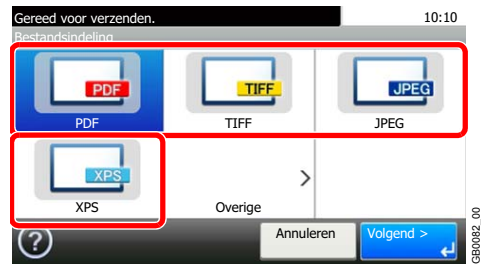 Gereed voor verzenden. 10:10
Bestandsindeling
PDF TIFF JPEG
PDF TIFF JPEG
XPS
XPS Overige >
? Annuleren Volgend >
GB0082_00